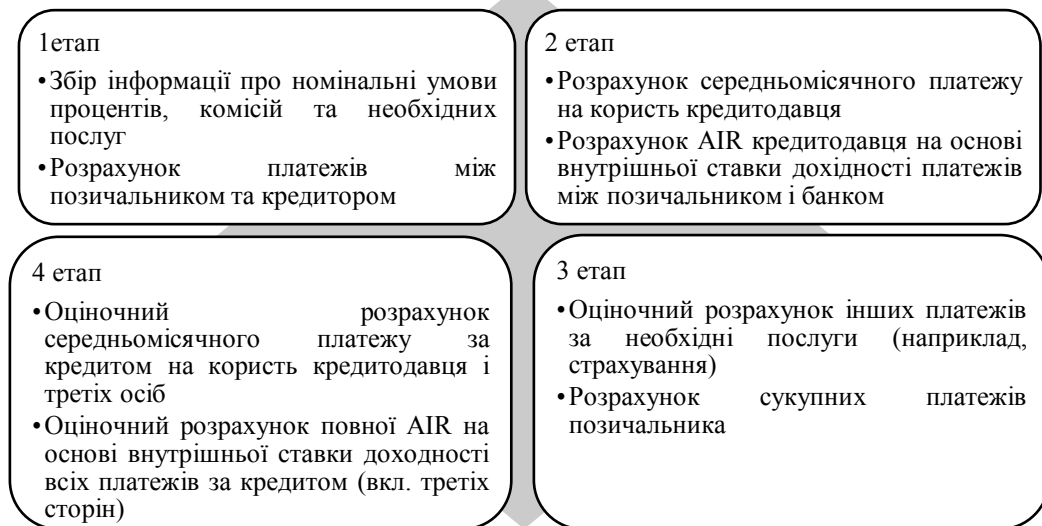 1етап
•Збір інформації про номінальні умови
процентів, комісій та необхідних
послуг
•Розрахунок платежів між
позичальником та кредитором
2 етап
•Розрахунок середньомісячного платежу
на користь кредитодавця
•Розрахунок AIR кредитодавця на основі
внутрішньої ставки дохідності платежів
між позичальником і банком
4 етап
•Оціночний розрахунок
середньомісячного платежу за
кредитом на користь кредитодавця і
третіх осіб
•Оціночний розрахунок повної AIR на
основі внутрішньої ставки доходності
всіх платежів за кредитом (вкл. третіх
сторін)
3 етап
•Оціночний розрахунок інших платежів
за необхідні послуги (наприклад,
страхування)
•Розрахунок сукупних платежів
позичальника